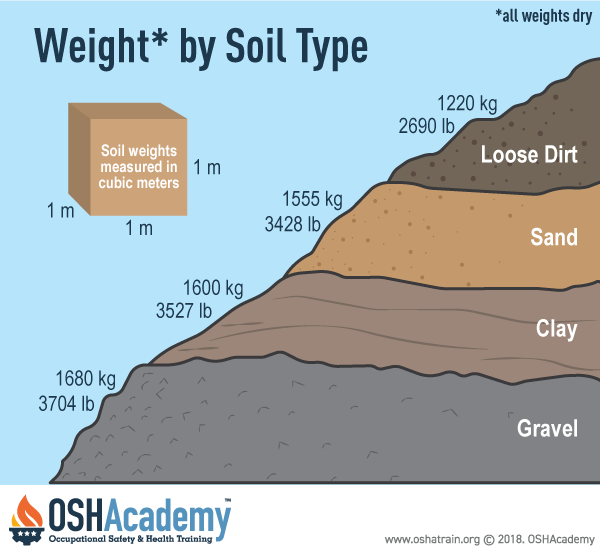 *all weights dry
Weight* by Soil Type
Soil weights
measured in
cubic meters
1 m
1 m
1 m
1220 kg
2690 lb
Loose Dirt
1555 kg
3428 lb
Sand
1600 kg
3527 lb
Clay
1680 kg
3704 lb
Gravel
OSHAcademy™
Occupational Safety & Health Training
www.oshatrain.org © 2018. OSHAcademy